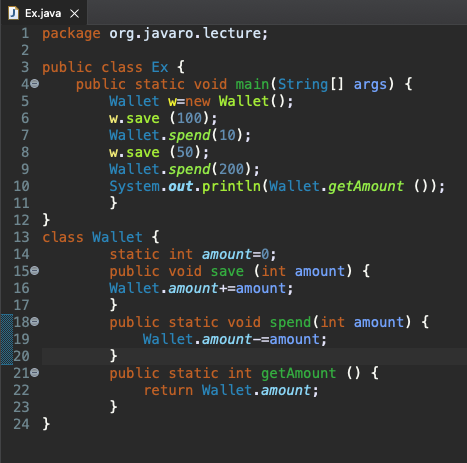 Ex.java
1 package org.javaro.lecture;
2
3 public class Ex {
4     public static void main(String[] args) {
5         Wallet w=new Wallet();
6         w.save (100);
7         Wallet.spend(10);
8         w.save (50);
9         Wallet.spend(200);
10         System.out.println(Wallet.getAmount ());
11         }
12 }
13 class Wallet {
14         static int amount=0;
15         public void save (int amount) {
16         Wallet.amount+=amount;
17         }
18         public static void spend(int amount) {
19             Wallet.amount-=amount;
20         }
21         public static int getAmount () {
22             return Wallet.amount;
23         }
24 }